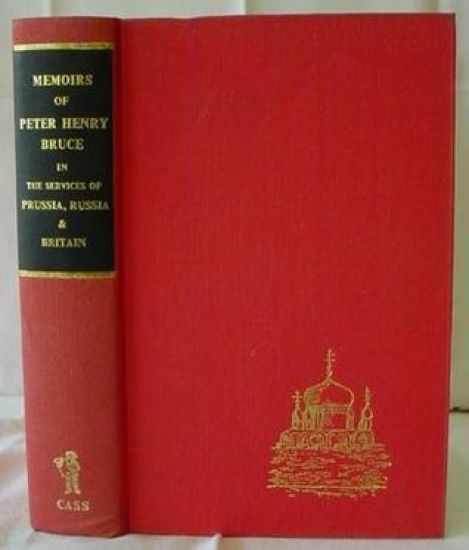 MEMOIRS
OF
PETER HENRY
BRUCE
IN
THE SERVICES OF
PRUSSIA, RUSSIA
&
BRITAIN
CASS